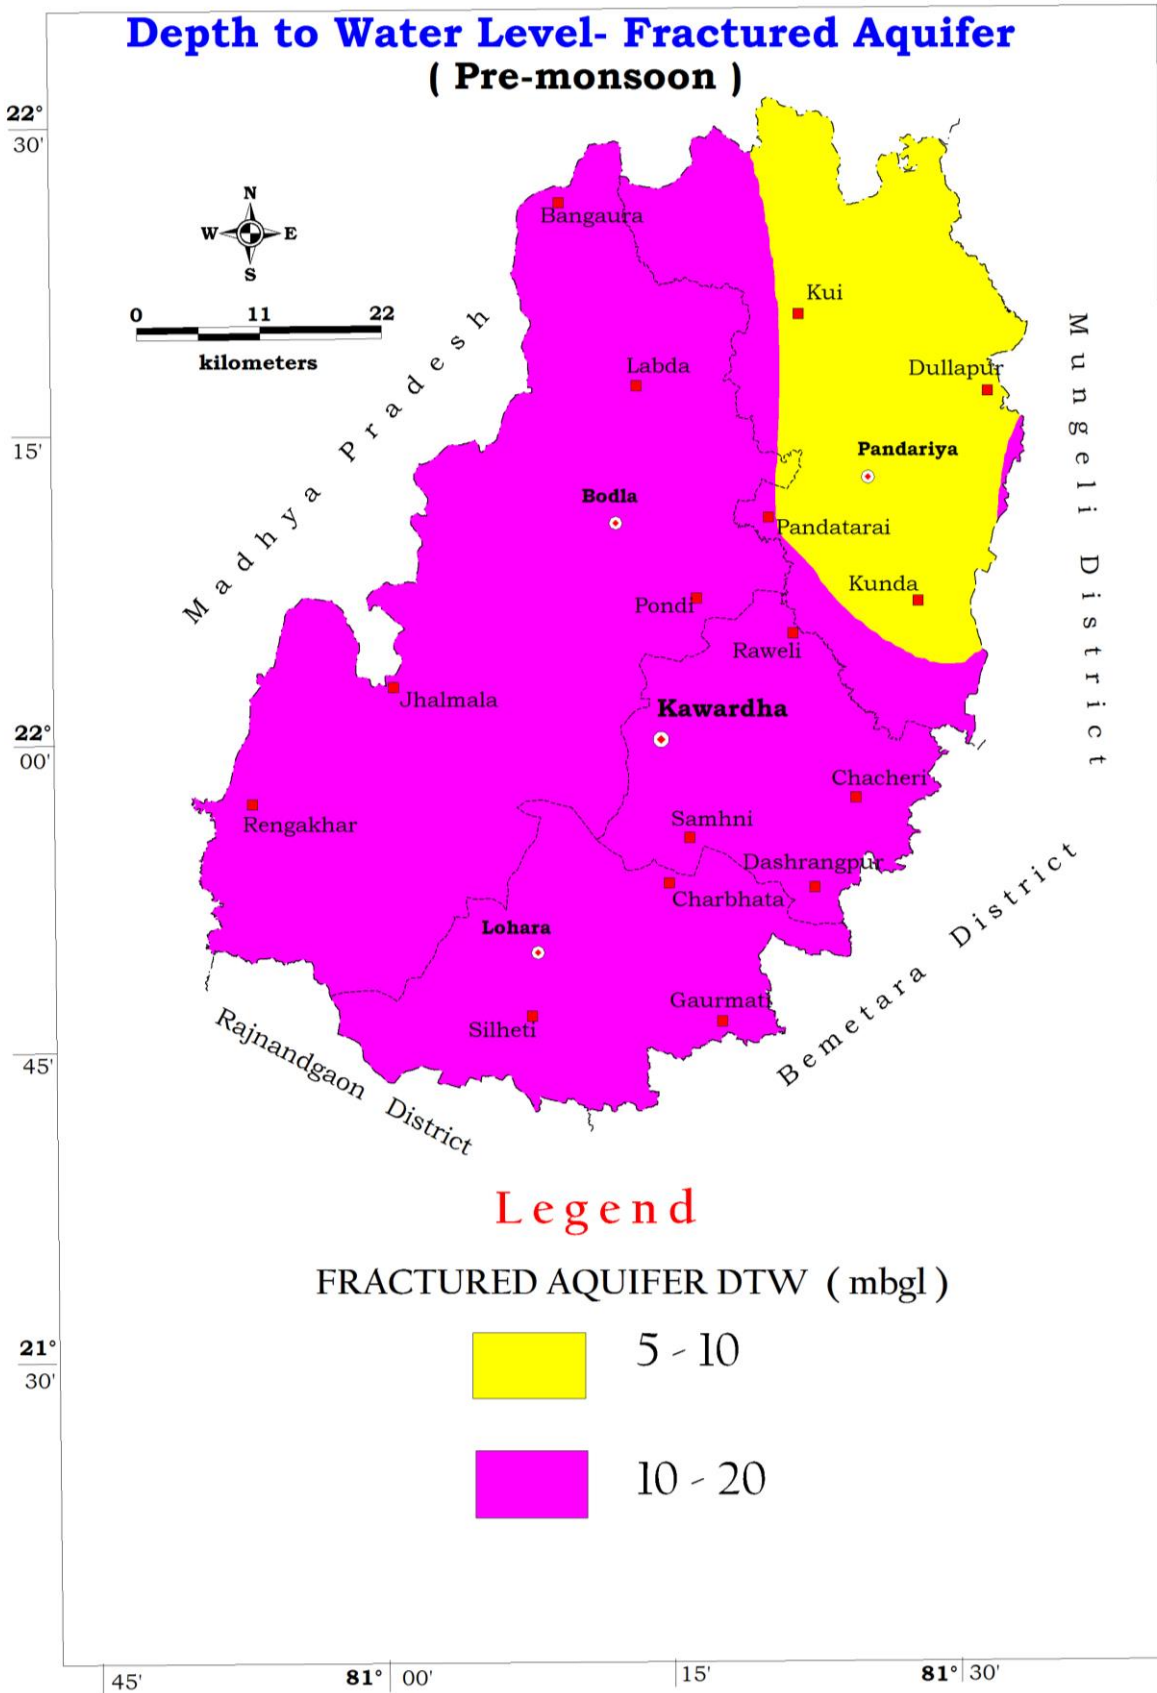 Depth to Water Level- Fractured Aquifer
( Pre-monsoon )
22°
30'
N
W E
S
0 11 22
kilometers
Bangaura
Kui
Labda
Dullapur
Madhya Pradesh
Mungeli District
15'
Pandariya
Bodla
Pandatarai
Kunda
Pondi
Raweli
Jhalmala
Kawardha
22°
00'
Chacheri
Rengakhar
Samhni
Dashrangpur
Charbhata
Lohara
Bemetara District
Gaurmati
Silheti
Rajnandgaon District
45'
Legend
FRACTURED AQUIFER DTW ( mbgl )
5 - 10
21°
30'
10 - 20
45' 81° 00' 15' 81° 30'